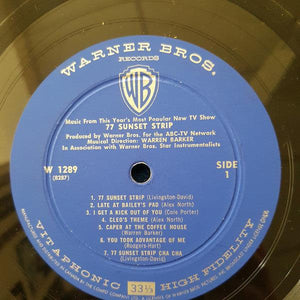 WARNER BROS.
RECORDS
WB
Music From This Year's Most Popular New TV Show
77 SUNSET STRIP
Produced by Warner Bros. for the ABC-TV Network
Musical Direction: WARREN BARKER
In Association with Warner Bros. Star Instrumentalists
W 1289
(B287)
SIDE
1
1. 77 SUNSET STRIP (Livingston-David)
2. LATE AT BAILEY'S PAD (Alex North)
3. I GET A KICK OUT OF YOU (Cole Porter)
4. CLEO'S THEME (Alex North)
5. CAPER AT THE COFFEE HOUSE
(Warren Barker)
6. YOU TOOK ADVANTAGE OF ME
(Rodgers-Hart)
7. 77 SUNSET STRIP CHA CHA
(Livingston-David)
VITAPHONIC HIGH FIDELITY
33⅓